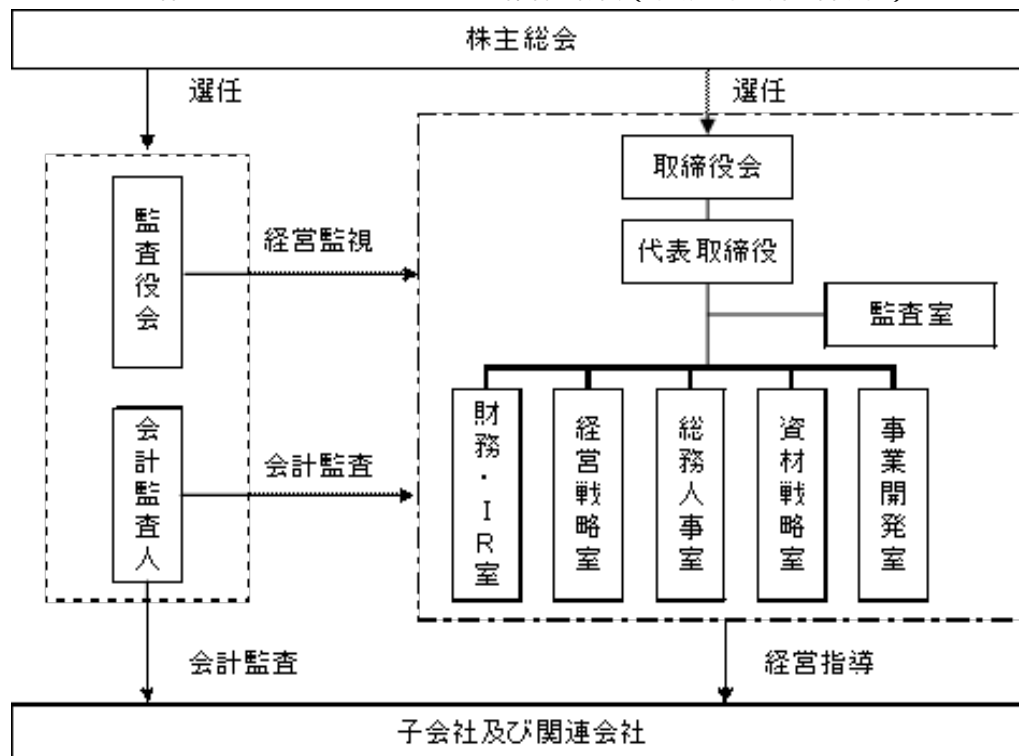 株主総会
選任
選任
取締役会
代表取締役
監査室
監査役会
経営監視
会計監査人
会計監査
財務・IR室
経営戦略室
総務人事室
資材戦略室
事業開発室
会計監査
経営指導
子会社及び関連会社